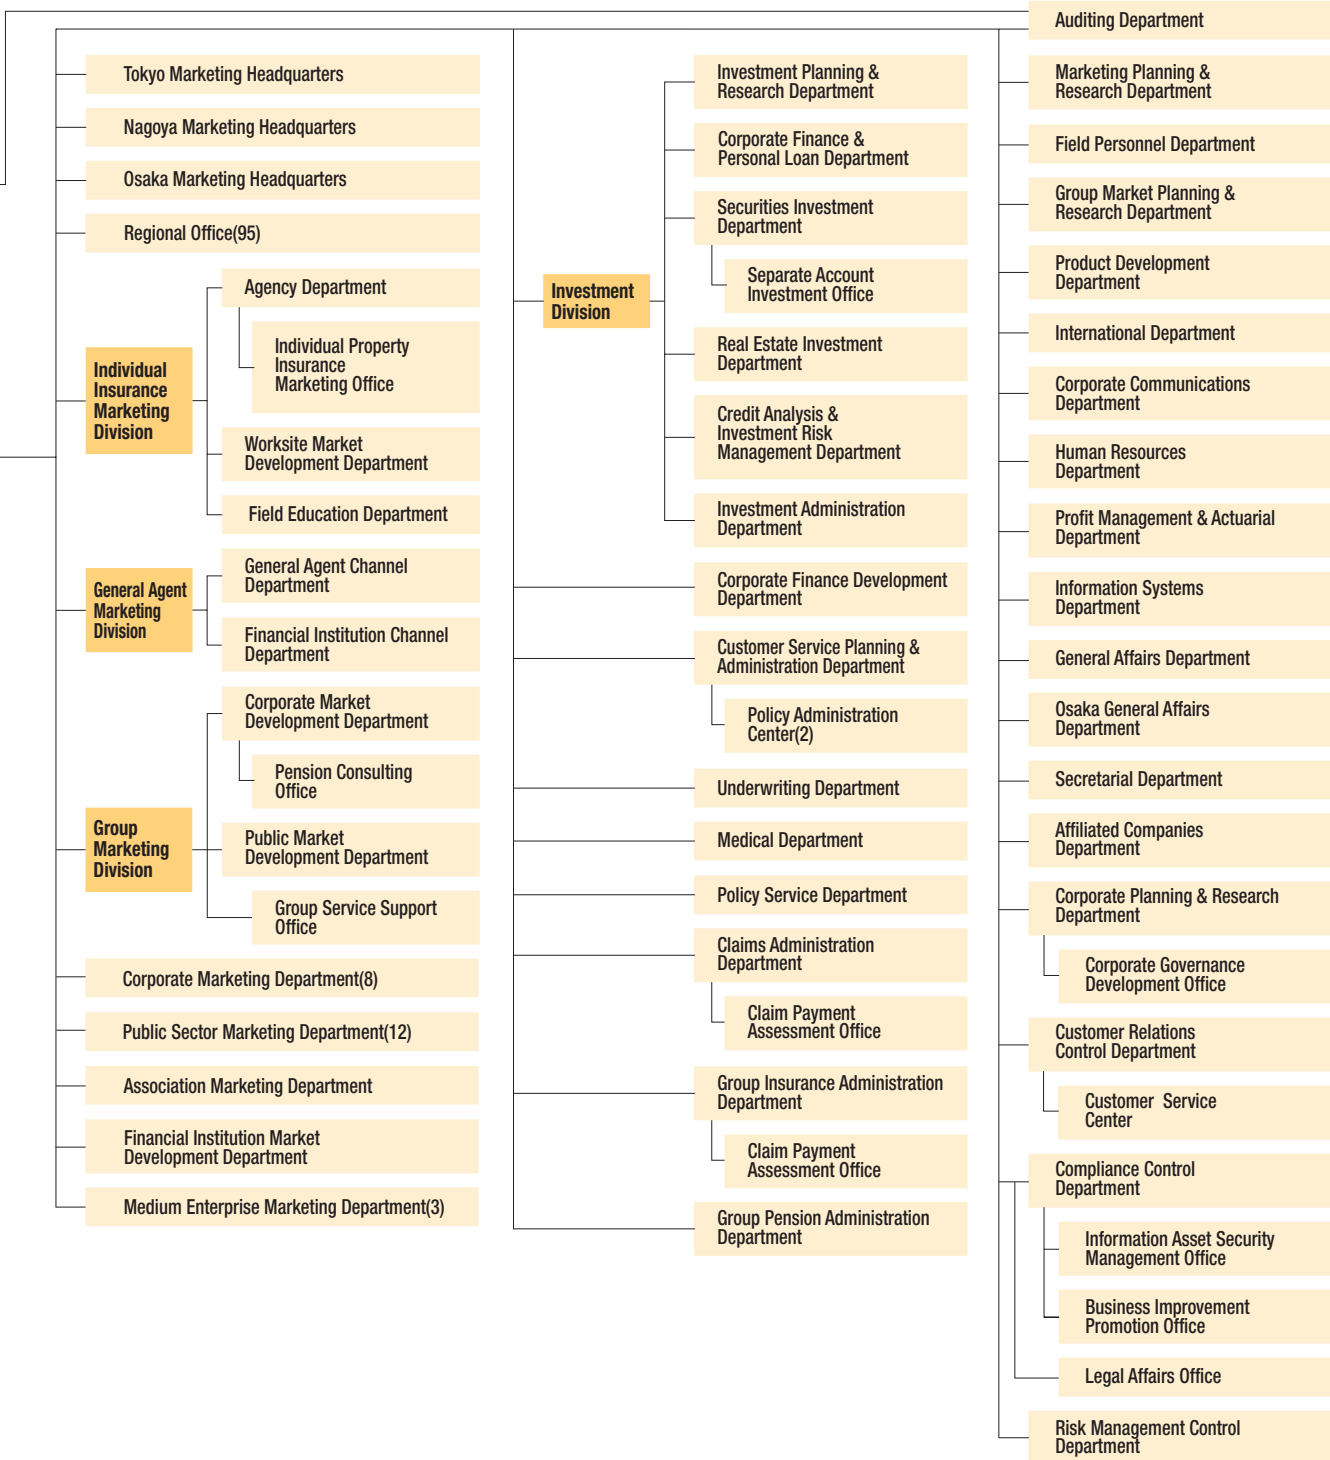 Tokyo Marketing Headquarters
Nagoya Marketing Headquarters
Osaka Marketing Headquarters
Regional Office(95)
Individual
Insurance
Marketing
Division
Agency Department
Individual Property
Insurance
Marketing Office
Worksite Market
Development Department
Field Education Department
General Agent
Marketing
Division
General Agent Channel
Department
Financial Institution Channel
Department
Group
Marketing
Division
Corporate Market
Development Department
Pension Consulting
Office
Public Market
Development Department
Group Service Support
Office
Corporate Marketing Department(8)
Public Sector Marketing Department(12)
Association Marketing Department
Financial Institution Market
Development Department
Medium Enterprise Marketing Department(3)
Investment
Division
Investment Planning &
Research Department
Corporate Finance &
Personal Loan Department
Securities Investment
Department
Separate Account
Investment Office
Real Estate Investment
Department
Credit Analysis &
Investment Risk
Management Department
Investment Administration
Department
Corporate Finance Development
Department
Customer Service Planning &
Administration Department
Policy Administration
Center(2)
Underwriting Department
Medical Department
Policy Service Department
Claims Administration
Department
Claim Payment
Assessment Office
Group Insurance Administration
Department
Claim Payment
Assessment Office
Group Pension Administration
Department
Auditing Department
Marketing Planning &
Research Department
Field Personnel Department
Group Market Planning &
Research Department
Product Development
Department
International Department
Corporate Communications
Department
Human Resources
Department
Profit Management & Actuarial
Department
Information Systems
Department
General Affairs Department
Osaka General Affairs
Department
Secretarial Department
Affiliated Companies
Department
Corporate Planning & Research
Department
Corporate Governance
Development Office
Customer Relations
Control Department
Customer Service
Center
Compliance Control
Department
Information Asset Security
Management Office
Business Improvement
Promotion Office
Legal Affairs Office
Risk Management Control
Department